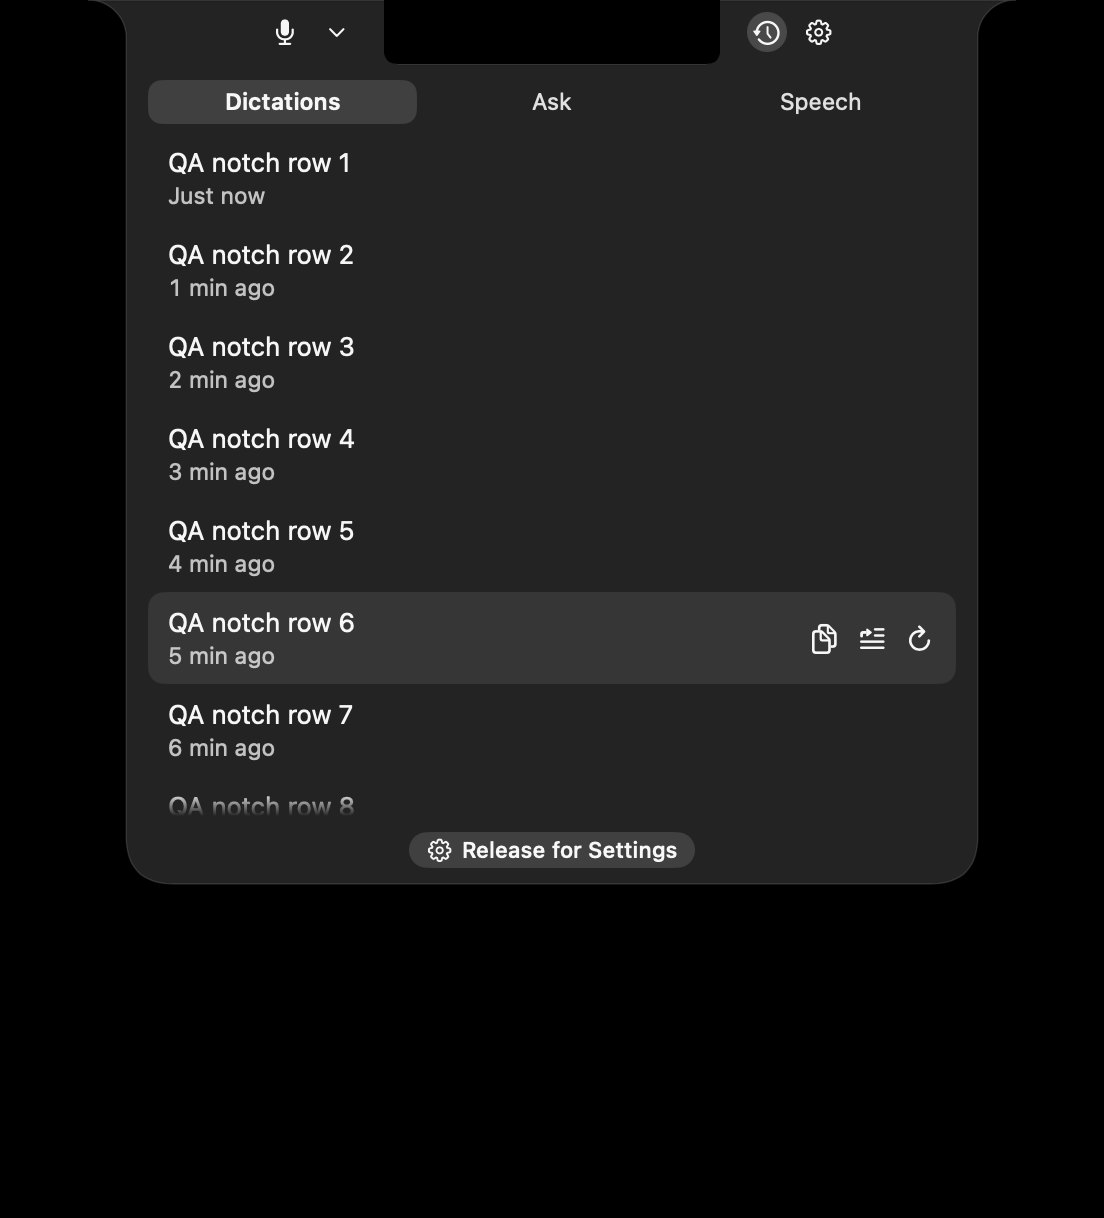 Dictations
Ask
Speech
QA notch row 1
Just now
QA notch row 2
1 min ago
QA notch row 3
2 min ago
QA notch row 4
3 min ago
QA notch row 5
4 min ago
QA notch row 6
5 min ago
QA notch row 7
6 min ago
QA notch row 8
Release for Settings